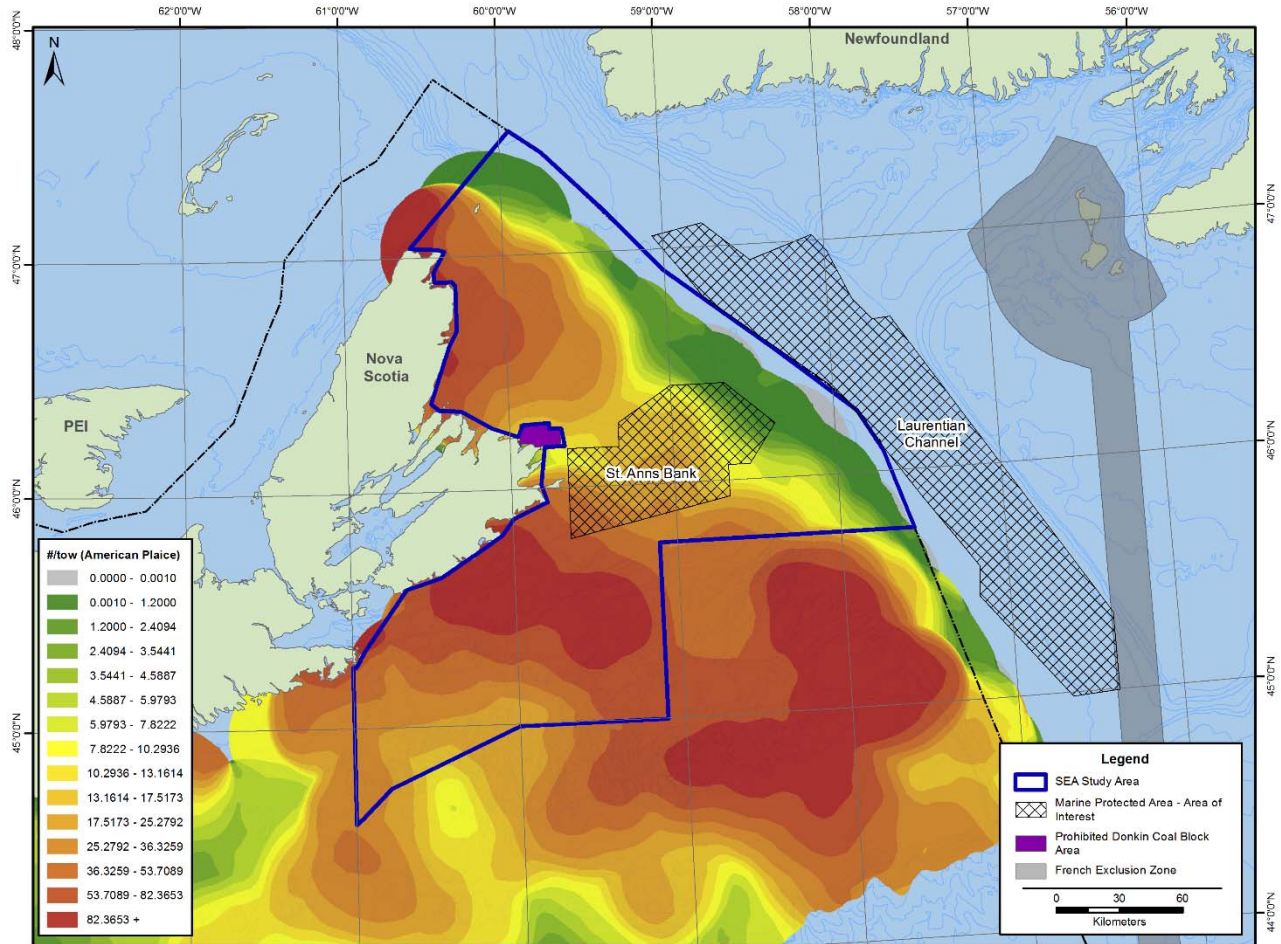 62°0'0"W
61°0'0"W
60°0'0"W
59°0'0"W
58°0'0"W
57°0'0"W
56°0'0"W
48°0'0"N
47°0'0"N
46°0'0"N
45°0'0"N
47°0'0"N
46°0'0"N
45°0'0"N
44°0'0"N
N
Newfoundland
Nova
Scotia
PEI
Laurentian
Channel
St. Anns Bank
#/tow (American Plaice)
0.0000 - 0.0010
0.0010 - 1.2000
1.2000 - 2.4094
2.4094 - 3.5441
3.5441 - 4.5887
4.5887 - 5.9793
5.9793 - 7.8222
7.8222 - 10.2936
10.2936 - 13.1614
13.1614 - 17.5173
17.5173 - 25.2792
25.2792 - 36.3259
36.3259 - 53.7089
53.7089 - 82.3653
82.3653 +
Legend
SEA Study Area
Marine Protected Area - Area of
Interest
Prohibited Donkin Coal Block
Area
French Exclusion Zone
0 30 60
Kilometers